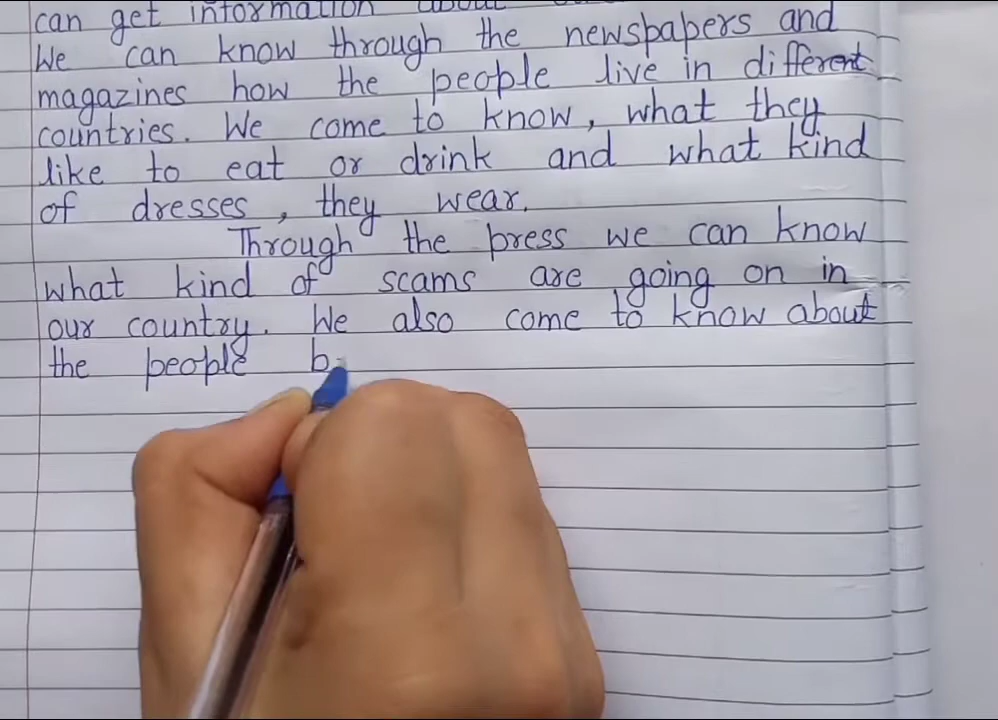 can get information about
We can know through the newspapers and
magazines how the people live in different
countries. We come to know, what they
like to eat or drink and what kind
of dresses, they wear.
Through the press we can know
what kind of scams are going on in
our country. We also come to know about
the people b